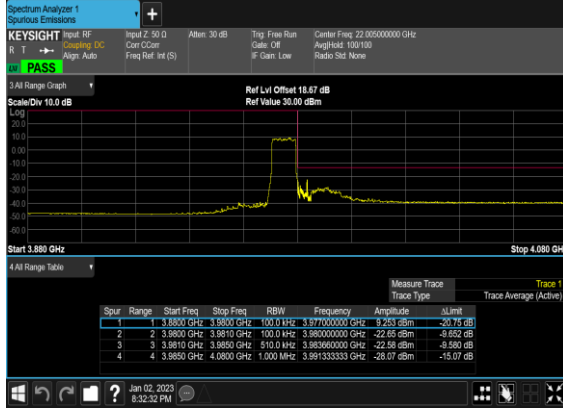 Spectrum Analyzer 1
Spurious Emissions
+
KEYSIGHT Input: RF Input Z: 50 Ω Atten: 30 dB Trig: Free Run Center Freq: 22.005000000 GHz
R T Coupling: DC Corr CCorr Gate: Off Avg|Hold: 100/100
Align: Auto Freq Ref: Int (S) IF Gain: Low Radio Std: None
PASS
3 All Range Graph
Ref Lvl Offset 18.67 dB
Scale/Div 10.0 dB Ref Value 30.00 dBm
Log
20.0
10.0
0.00
-10.0
-20.0
-30.0
-40.0
-50.0
-60.0
Start 3.880 GHz Stop 4.080 GH
4 All Range Table
Measure Trace Trace 1
Trace Type Trace Average (Active)
Spur Range Start Freq Stop Freq RBW Frequency Amplitude ΔLimit
1 1 3.8800 GHz 3.9800 GHz 100.0 kHz 3.977000000 GHz 9.253 dBm -20.75 dB
2 2 3.9800 GHz 3.9810 GHz 100.0 kHz 3.980000000 GHz -22.65 dBm -9.652 dB
3 3 3.9810 GHz 3.9850 GHz 510.0 kHz 3.983660000 GHz -22.58 dBm -9.580 dB
4 4 3.9850 GHz 4.0800 GHz 1.000 MHz 3.991333333 GHz -28.07 dBm -15.07 dB
? Jan 02, 2023
8:32:32 PM